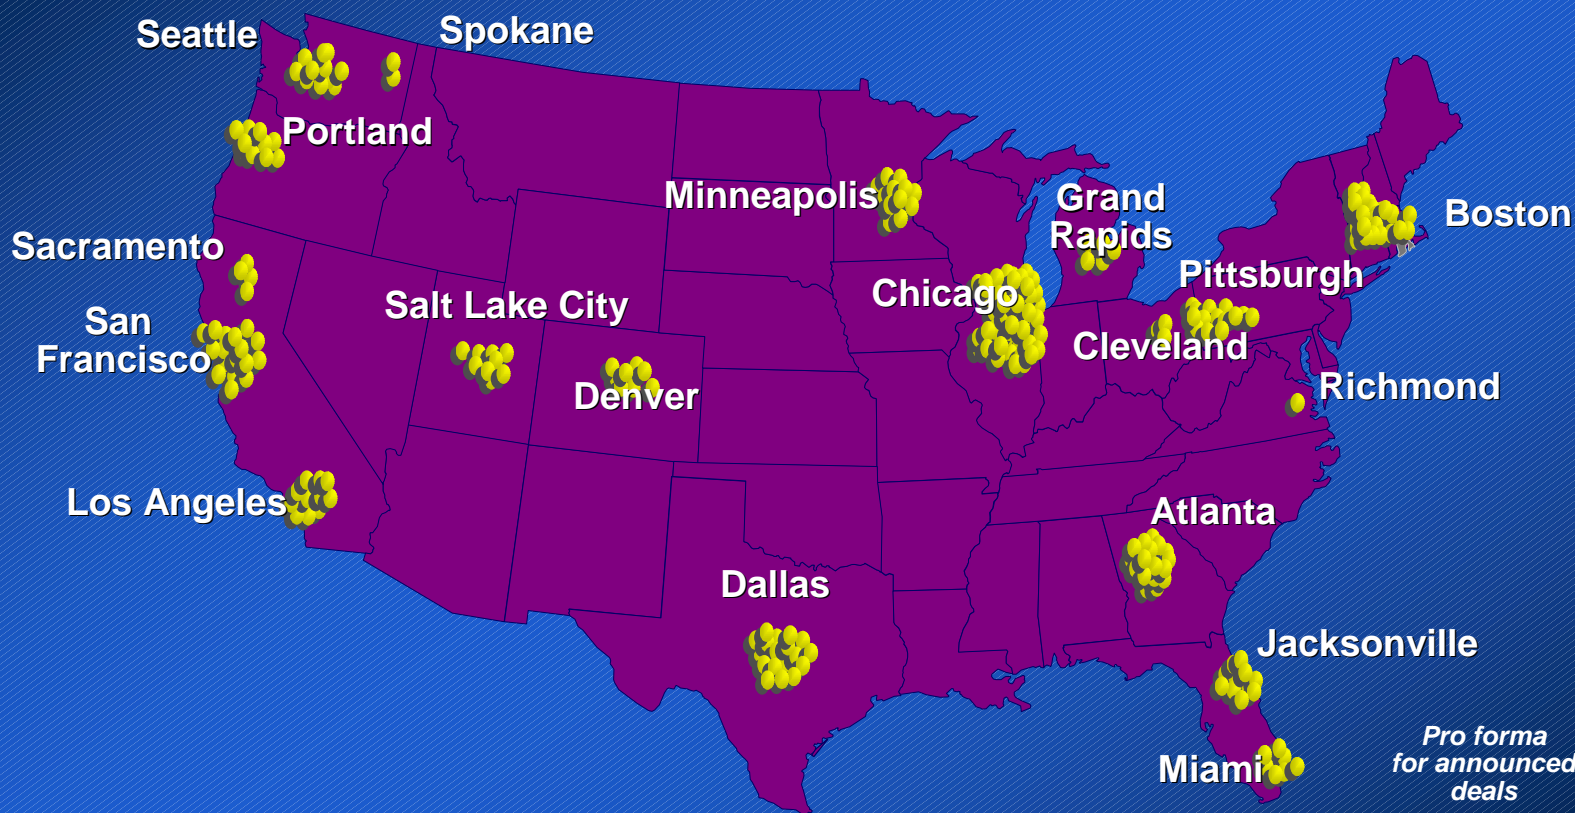 Seattle
Spokane
Portland
Minneapolis
Grand
Rapids
Boston
Sacramento
Pittsburgh
Chicago
Salt Lake City
San
Francisco
Cleveland
Denver
Richmond
Los Angeles
Atlanta
Dallas
Jacksonville
Miami
Pro forma
for announced
deals